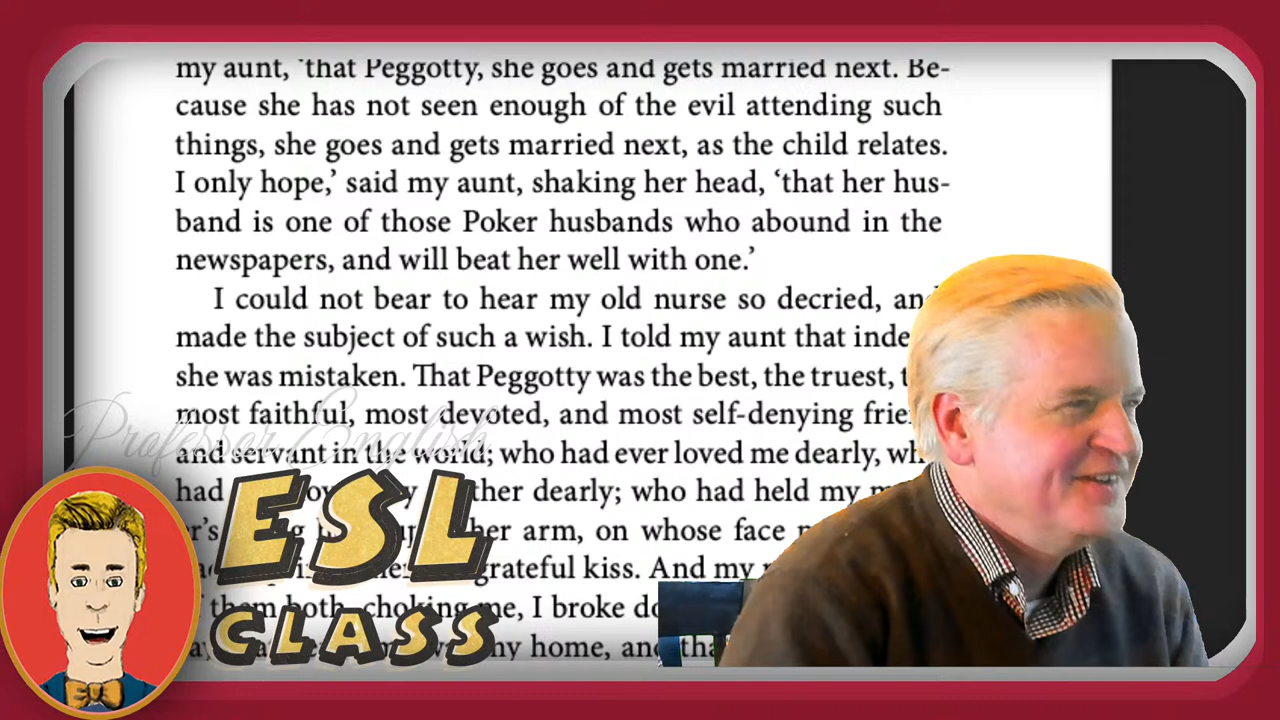 my aunt, 'that Peggotty, she goes and gets married next. Be-
cause she has not seen enough of the evil attending such
things, she goes and gets married next, as the child relates.
I only hope,' said my aunt, shaking her head, 'that her hus-
band is one of those Poker husbands who abound in the
newspapers, and will beat her well with one.'
I could not bear to hear my old nurse so decried, and
made the subject of such a wish. I told my aunt that inde
she was mistaken. That Peggotty was the best, the truest,
most faithful, most devoted, and most self-denying frie
and servant in the world; who had ever loved me dearly, wh
had ther dearly; who had held my m
er's her arm, on whose face
grateful kiss. And my
them both, choking me, I broke do
my home, and tha
Professor English
ESL
CLASS